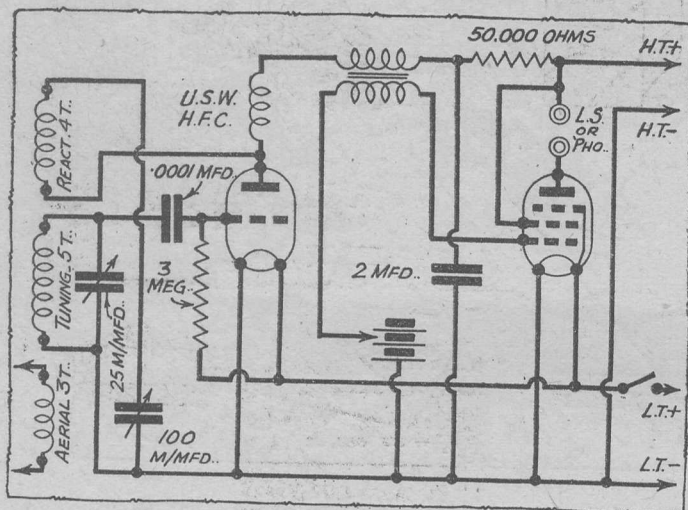 50.000 OHMS
H.T.+
U.S.W.
H.F.C.
H.T.-
L.S.
OR
PHO..
REACT. 4T.
.0001 MFD..
TUNING. 5T.
3
MEG..
2 MFD..
25 M/MFD..
AERIAL 3T.
100
M/MFD..
L.T.+
L.T.-